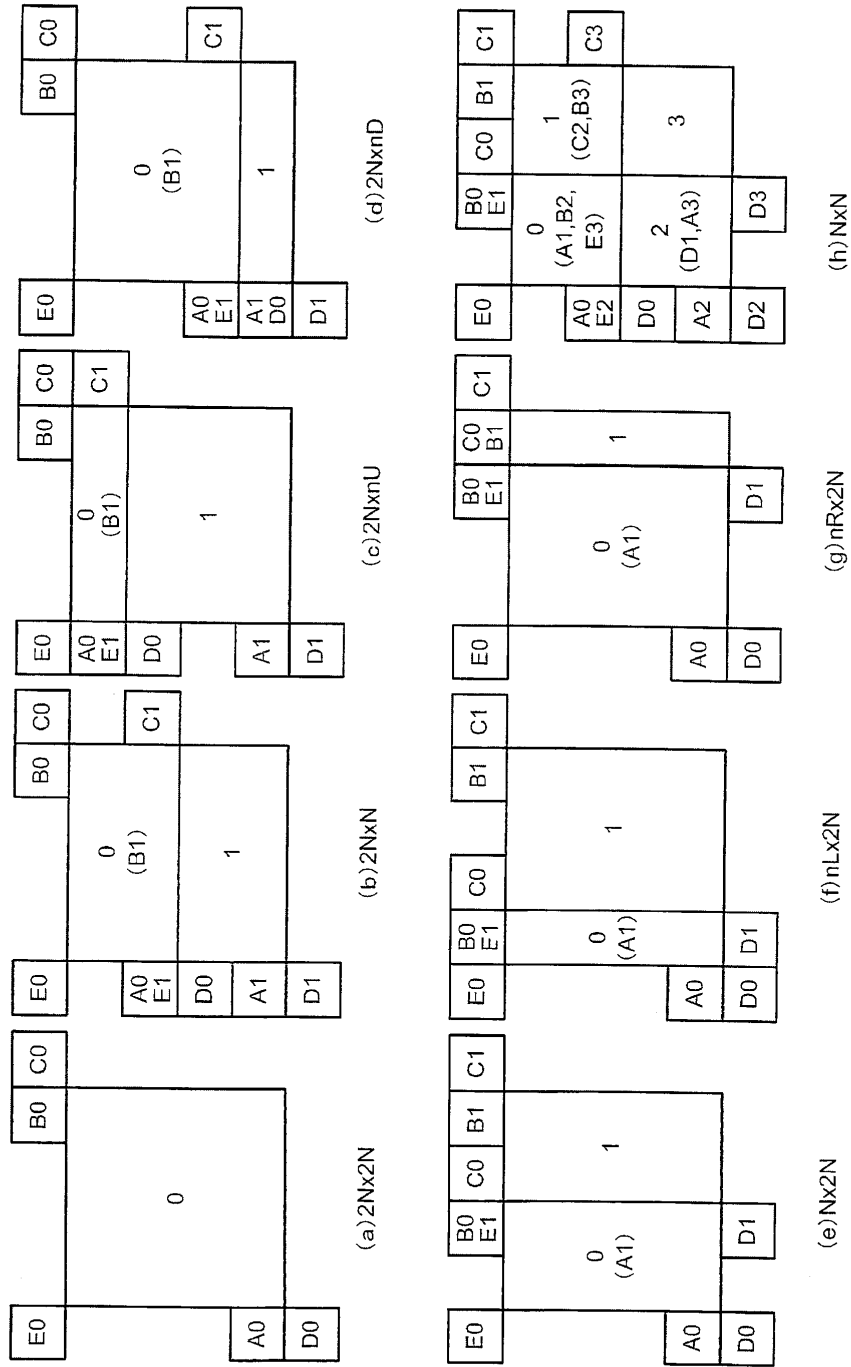 E0
B0
C0
0
A0
D0
(a)2Nx2N
E0
B0
C0
0
(B1)
A0
E1
C1
D0
1
A1
D1
(b)2NxN
E0
B0
C0
A0
E1
0
(B1)
C1
D0
1
A1
D1
(c)2NxnU
E0
B0
C0
0
(B1)
A0
E1
C1
A1
D0
1
D1
(d)2NxnD
E0
B0
E1
C0
B1
C1
0
(A1)
1
A0
D0
D1
(e)Nx2N
E0
B0
E1
C0
B1
C1
0
(A1)
1
A0
D0
D1
(f)nLx2N
E0
B0
E1
C0
B1
C1
0
(A1)
1
A0
D0
D1
(g)nRx2N
E0
B0
E1
C0
B1
C1
0
(A1,B2,
E3)
1
(C2,B3)
A0
E2
C3
D0
2
(D1,A3)
3
A2
D2
D3
(h)NxN